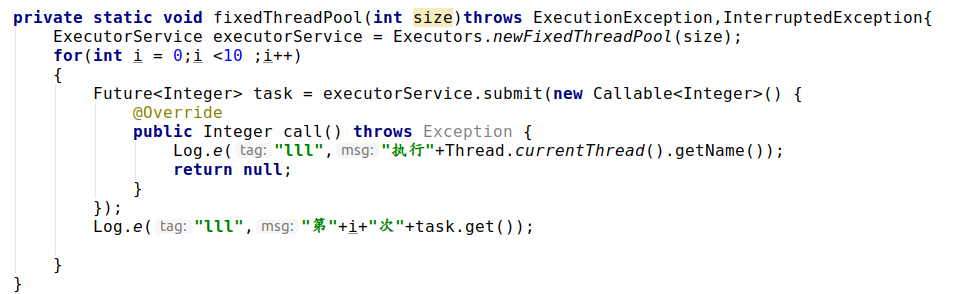 private static void fixedThreadPool(int size)throws ExecutionException,InterruptedException{
ExecutorService executorService = Executors.newFixedThreadPool(size);
for(int i = 0;i <10 ;i++)
{
Future<Integer> task = executorService.submit(new Callable<Integer>() {
@Override
public Integer call() throws Exception {
Log.e( tag: "lll", msg: "执行"+Thread.currentThread().getName());
return null;
}
});
Log.e( tag: "lll", msg: "第"+i+"次"+task.get());
}
}